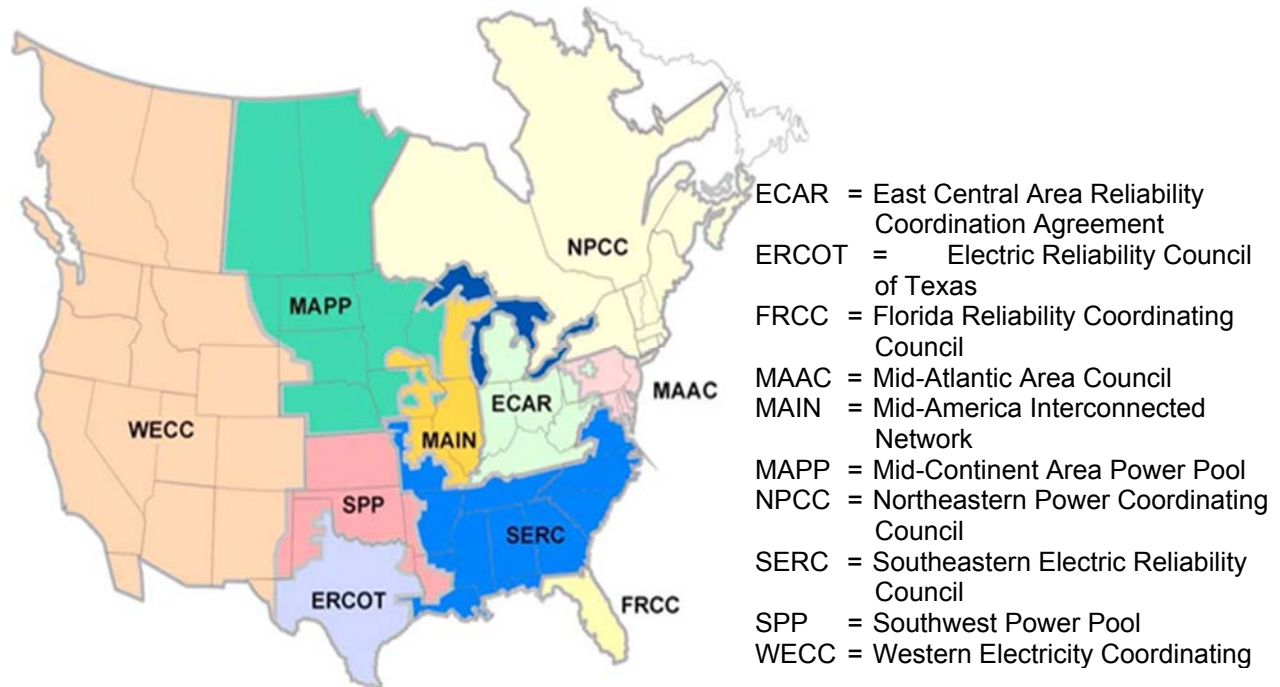 NPCC
MAPP
MAAC
ECAR
WECC
MAIN
SPP
SERC
ERCOT
FRCC
ECAR = East Central Area Reliability
Coordination Agreement
ERCOT = Electric Reliability Council
of Texas
FRCC = Florida Reliability Coordinating
Council
MAAC = Mid-Atlantic Area Council
MAIN = Mid-America Interconnected
Network
MAPP = Mid-Continent Area Power Pool
NPCC = Northeastern Power Coordinating
Council
SERC = Southeastern Electric Reliability
Council
SPP = Southwest Power Pool
WECC = Western Electricity Coordinating